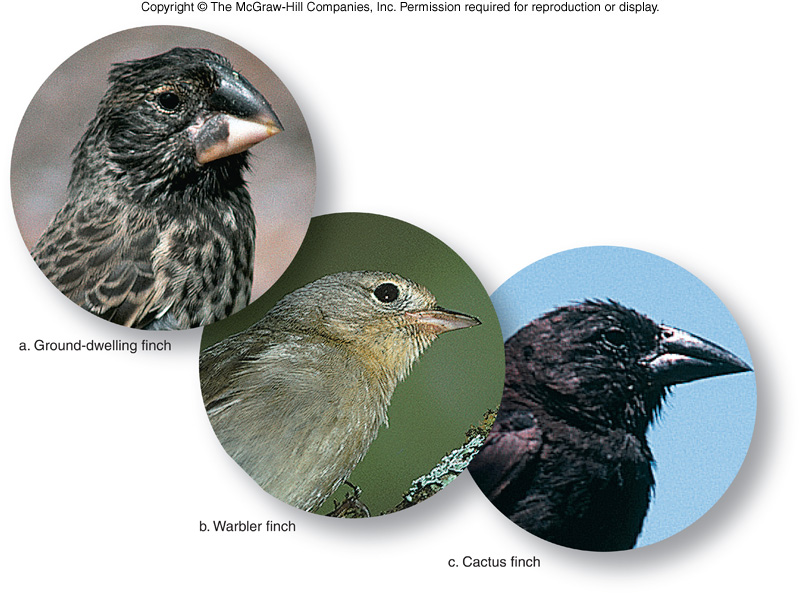 Copyright © The McGraw-Hill Companies, Inc. Permission required for reproduction or display.
a. Ground-dwelling finch
b. Warbler finch
c. Cactus finch